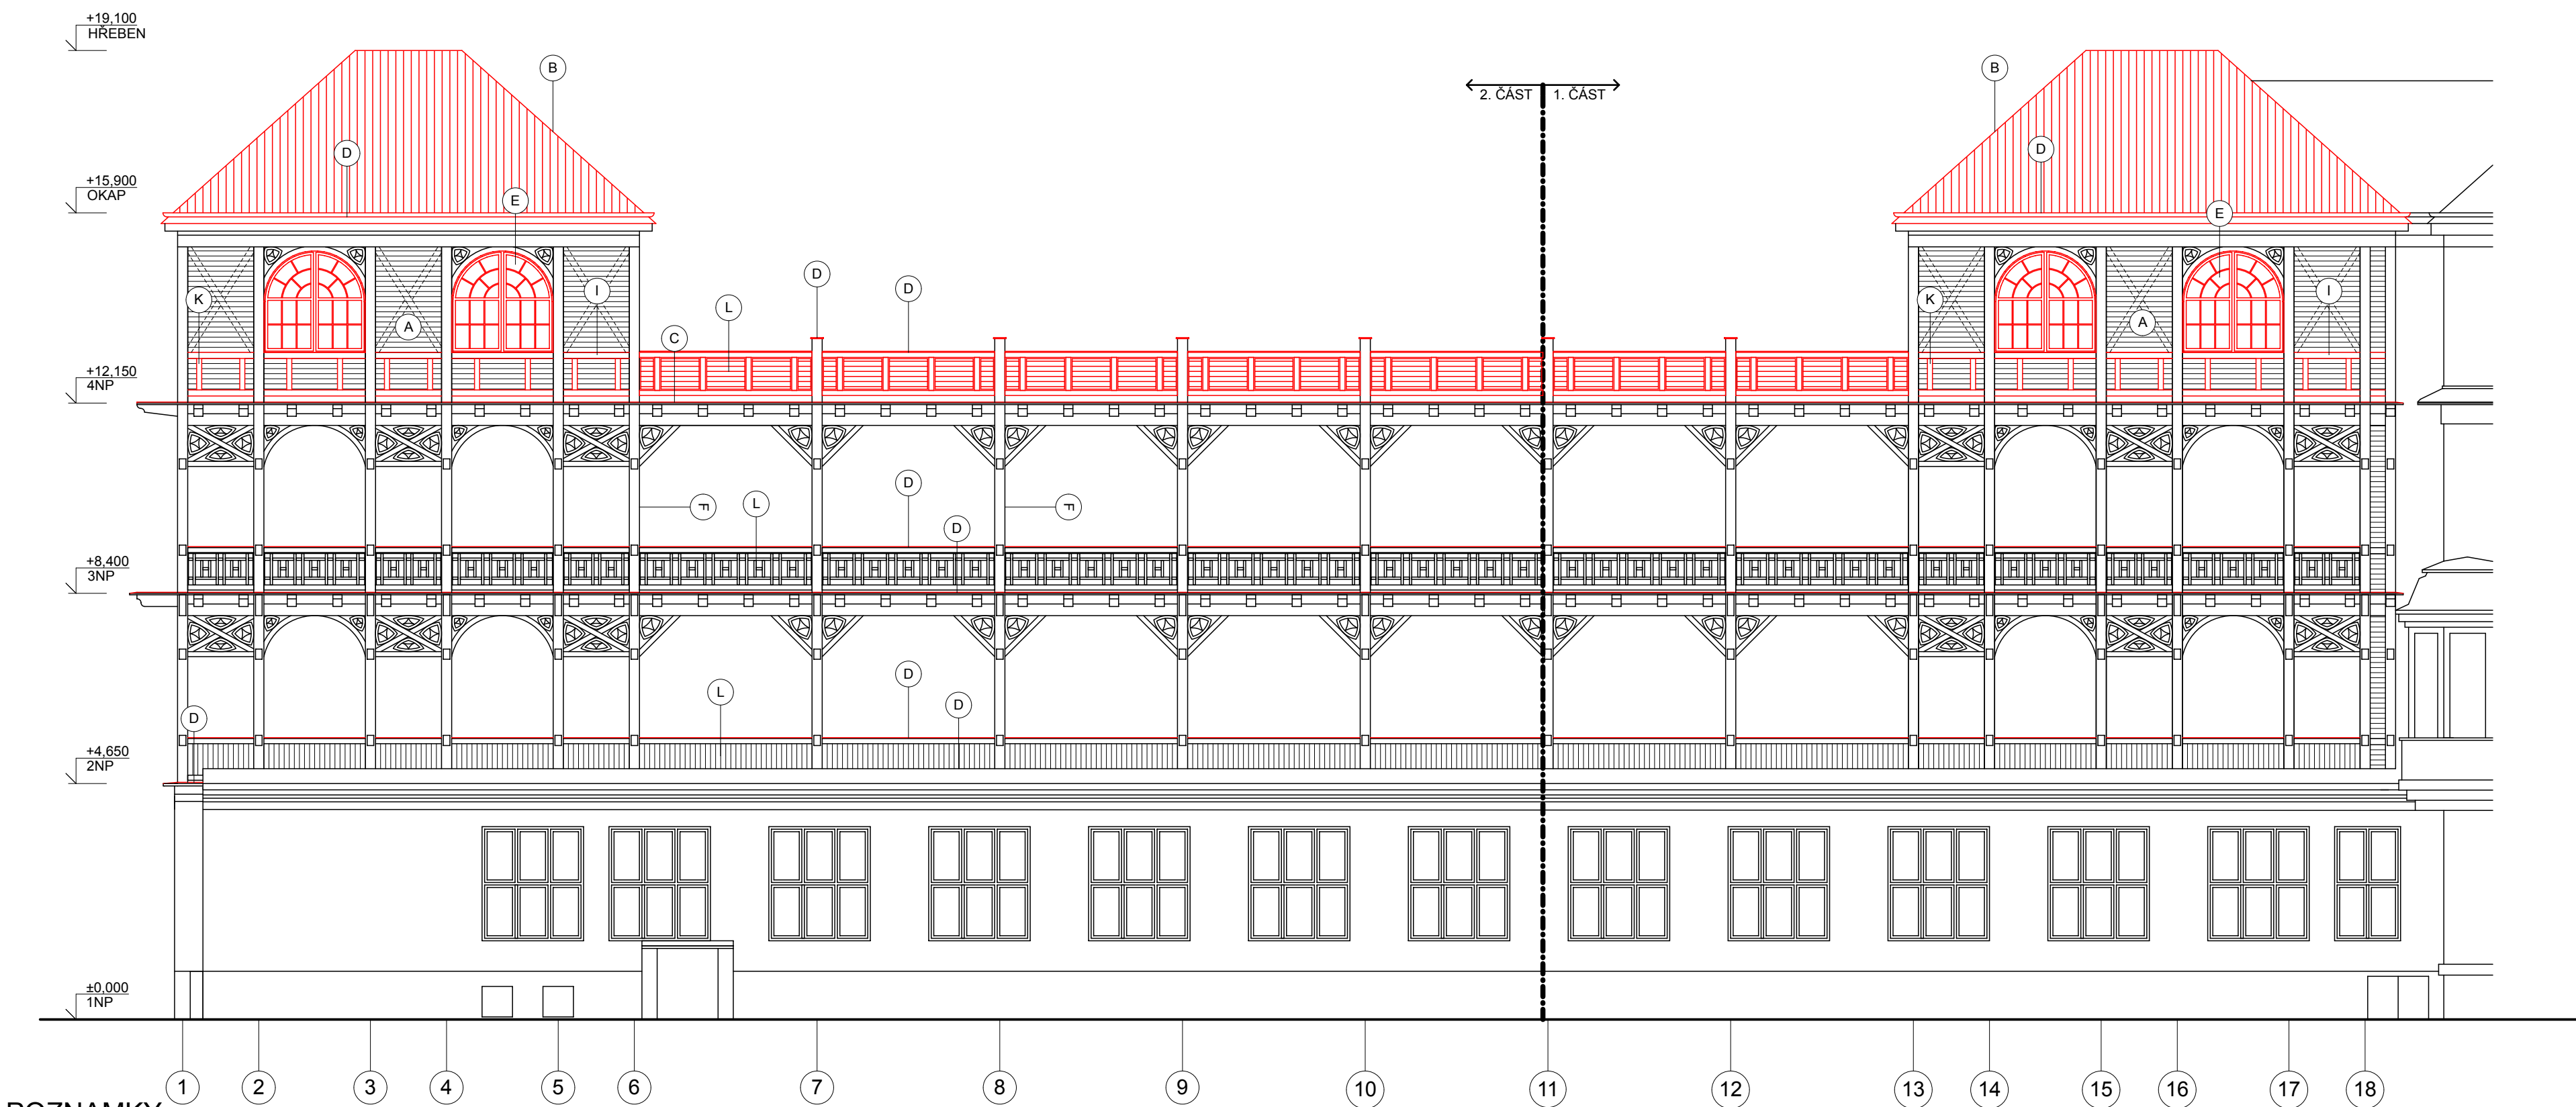 +19,100
HŘEBEN
B
B
2. ČÁST 1. ČÁST
D
D
+15,900
OKAP
E
E
D
D
I
I
K
K
L
A
A
C
+12,150
4NP
D
L
F
F
D
+8,400
3NP
D
L
D
D
+4,650
2NP
±0,000
1NP
1 2 3 4 5 6 7 8 9 10 11 12 13 14 15 16 17 18
POZNAMKY